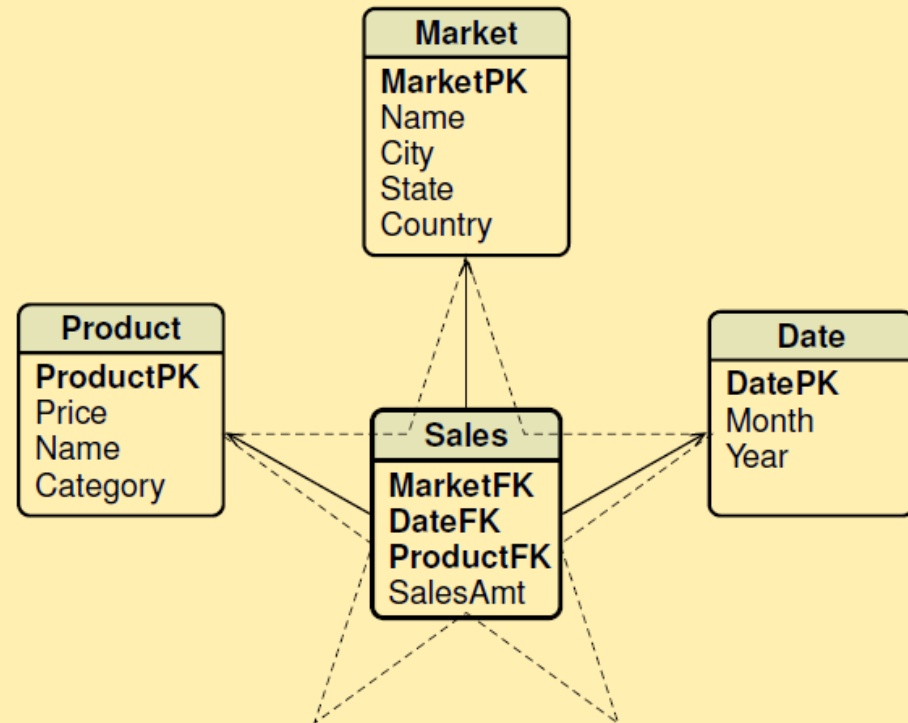 Market
MarketPK
Name
City
State
Country
Product
ProductPK
Price
Name
Category
Sales
MarketFK
DateFK
ProductFK
SalesAmt
Date
DatePK
Month
Year